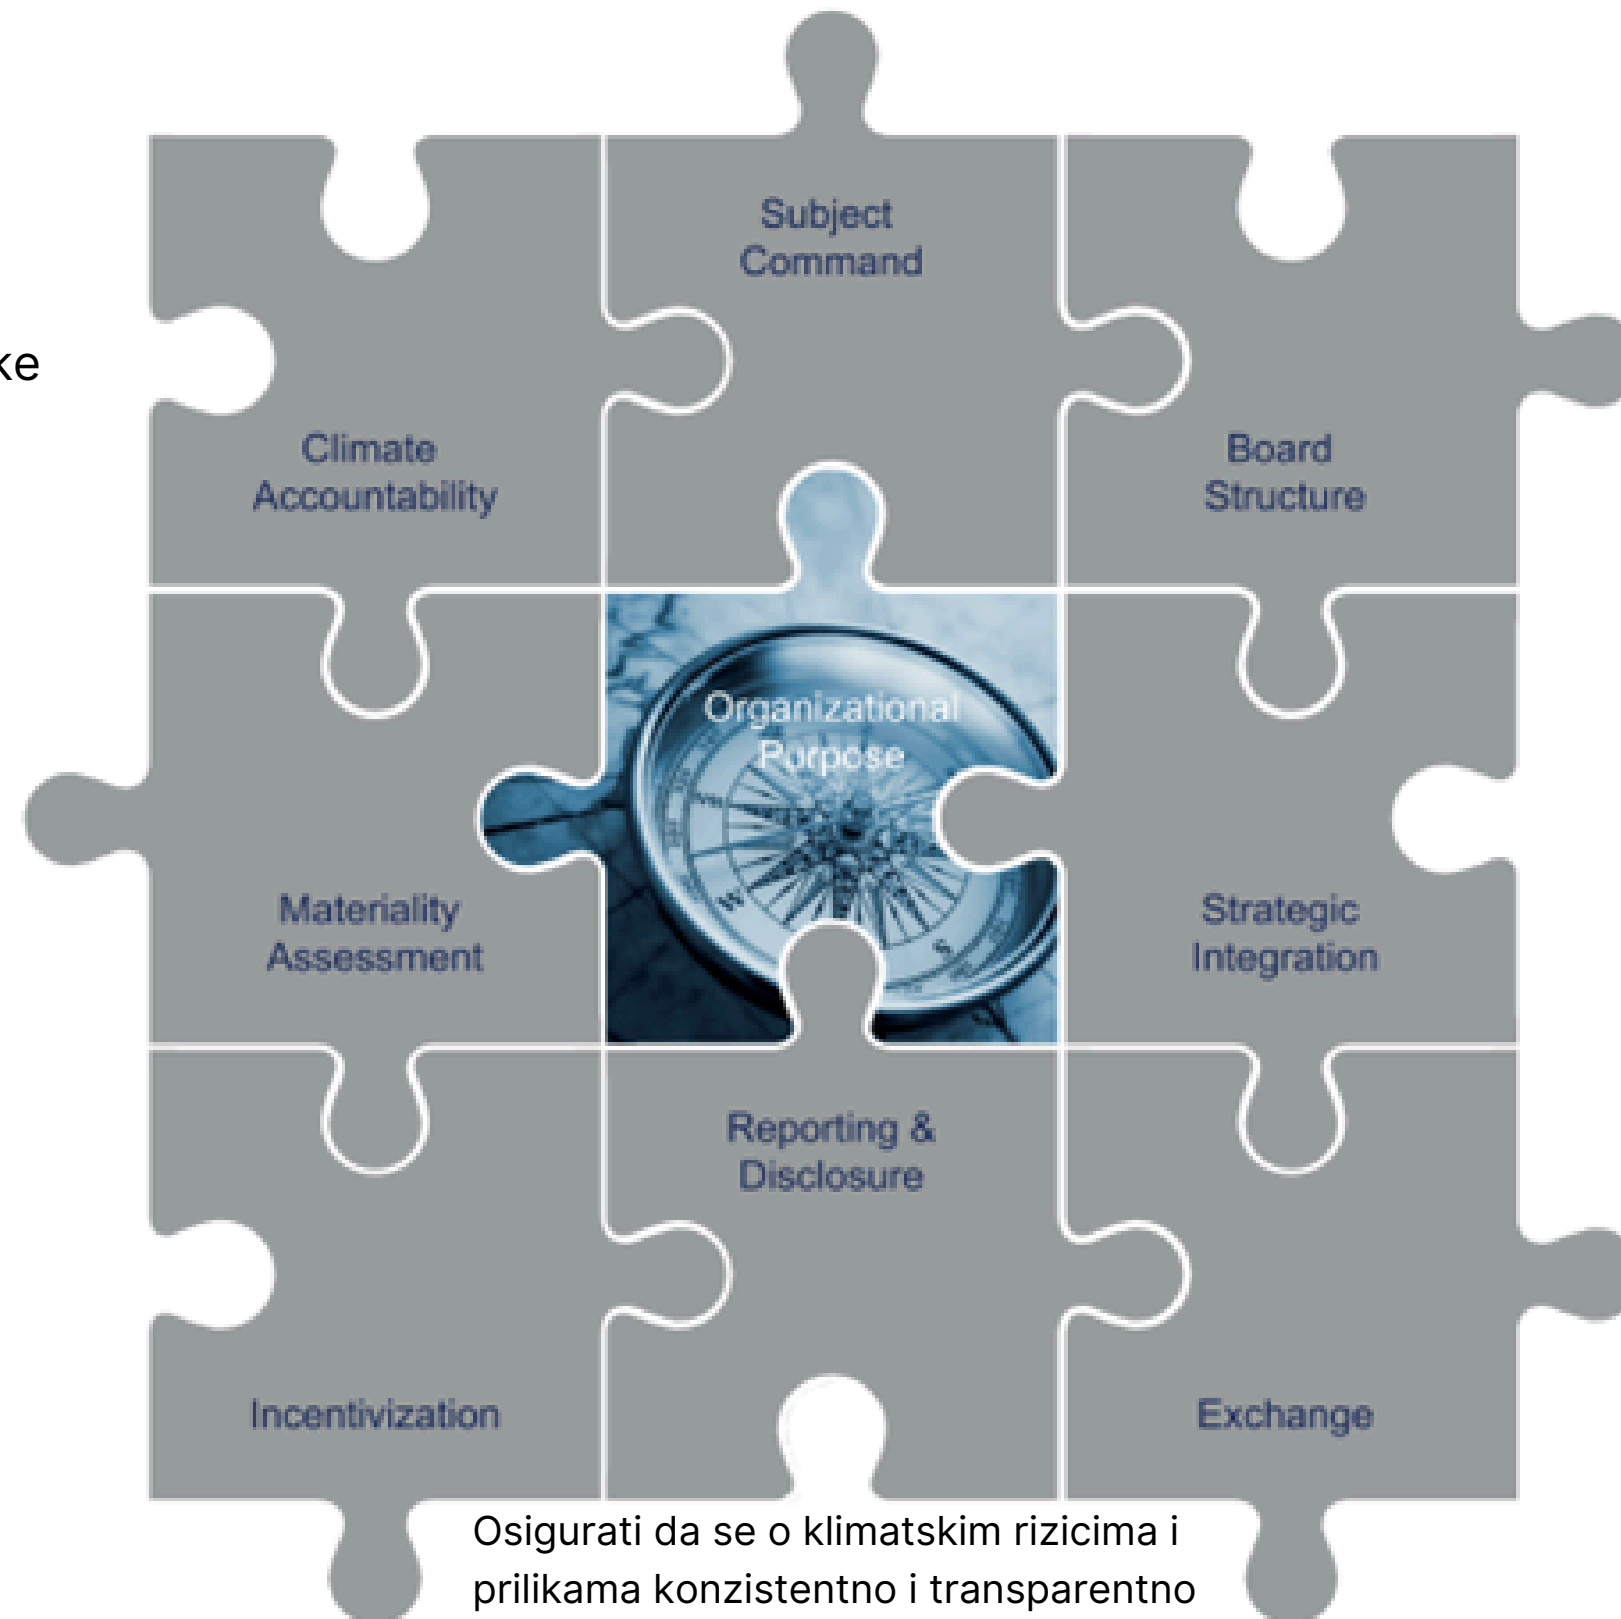 Subject
Command
ke
Climate
Accountability
Board
Structure
Organizational
Purpose
Materiality
Assessment
Strategic
Integration
Reporting &
Disclosure
Incentivization
Exchange
Osigurati da se o klimatskim rizicima i
prilikama konzistentno i transparentno